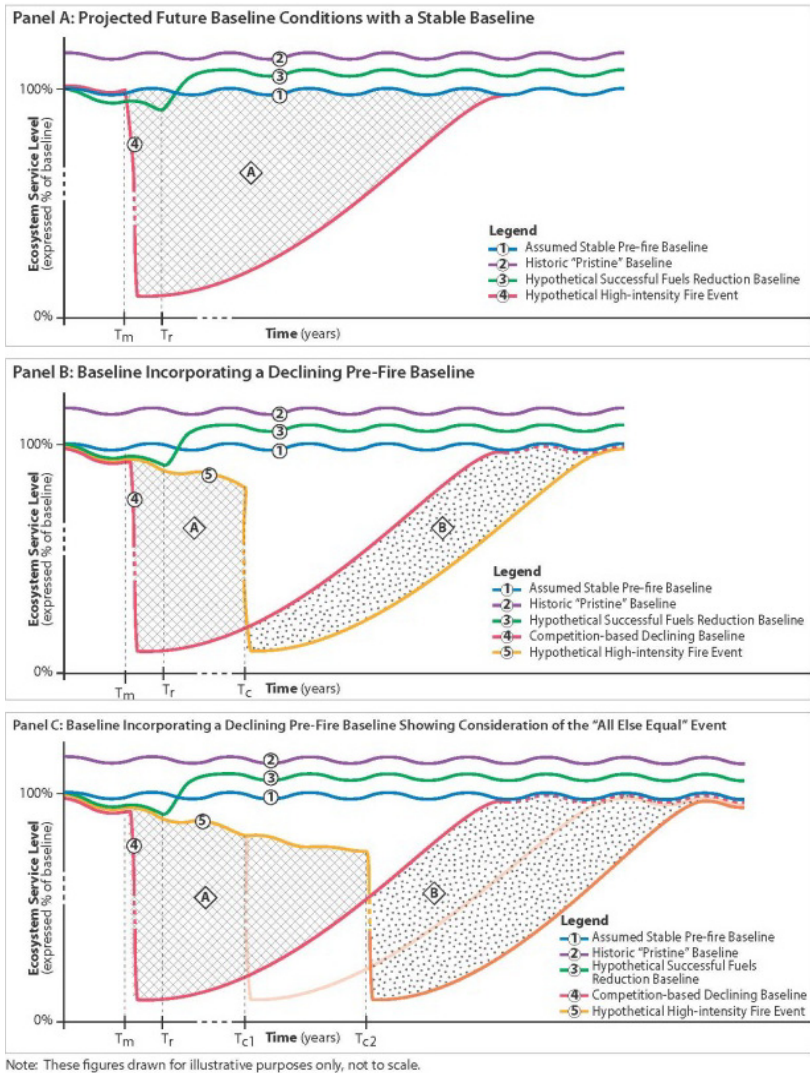 Panel A: Projected Future Baseline Conditions with a Stable Baseline
Ecosystem Service Level
(expressed % of baseline)
100%
0%
2
3
1
4
A
Legend
1 Assumed Stable Pre-fire Baseline
2 Historic "Pristine" Baseline
3 Hypothetical Successful Fuels Reduction Baseline
4 Hypothetical High-intensity Fire Event
Tm Tr Time (years)
Panel B: Baseline Incorporating a Declining Pre-Fire Baseline
Ecosystem Service Level
(expressed % of baseline)
100%
0%
2
3
1
5
4
A
B
Legend
1 Assumed Stable Pre-fire Baseline
2 Historic "Pristine" Baseline
3 Hypothetical Successful Fuels Reduction Baseline
4 Competition-based Declining Baseline
5 Hypothetical High-intensity Fire Event
Tm Tr Tc Time (years)
Panel C: Baseline Incorporating a Declining Pre-Fire Baseline Showing Consideration of the "All Else Equal" Event
Ecosystem Service Level
(expressed % of baseline)
100%
0%
2
3
1
5
4
A
B
Legend
1 Assumed Stable Pre-fire Baseline
2 Historic "Pristine" Baseline
3 Hypothetical Successful Fuels
Reduction Baseline
4 Competition-based Declining Baseline
5 Hypothetical High-intensity Fire Event
Tm Tr Tc1 Time (years) Tc2
Note: These figures drawn for illustrative purposes only, not to scale.